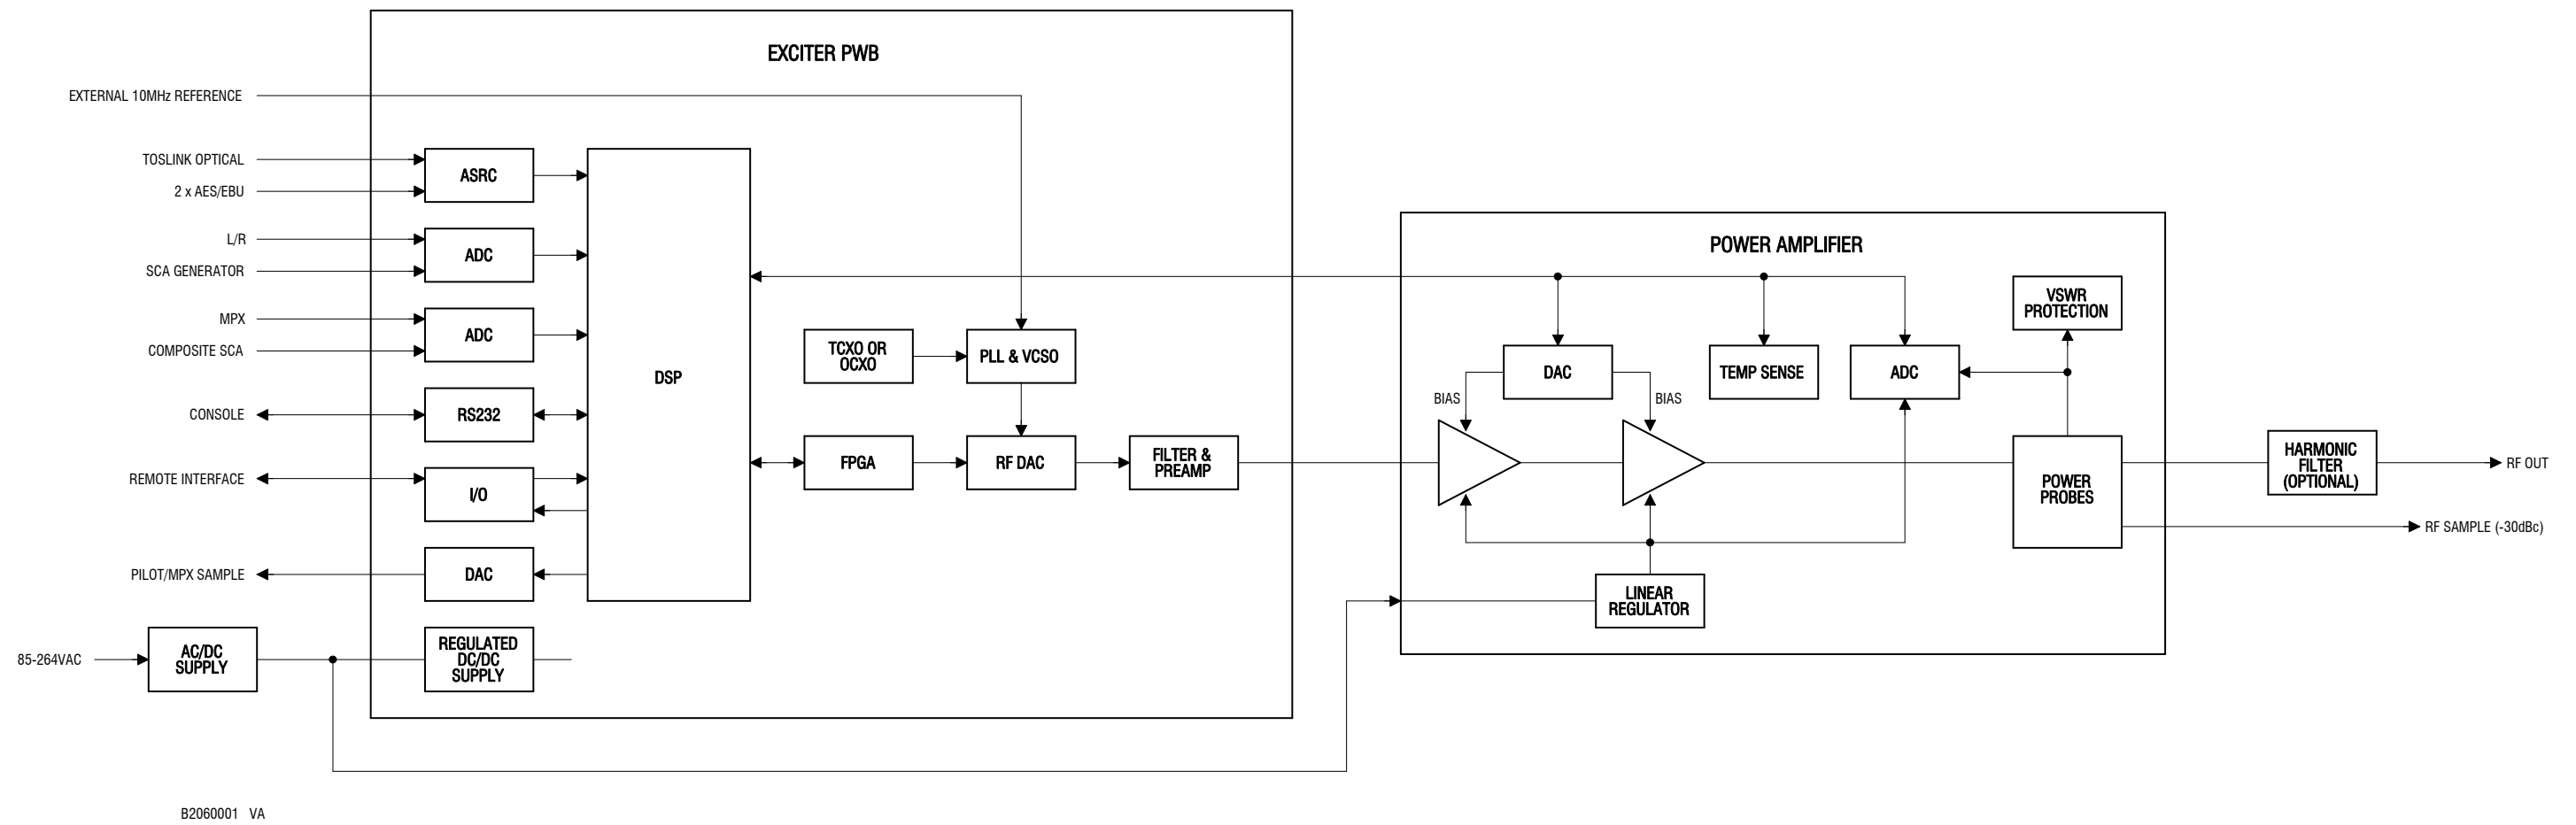 EXCITER PWB
EXTERNAL 10MHz REFERENCE
TOSLINK OPTICAL
2 x AES/EBU
ASRC
L/R
SCA GENERATOR
ADC
MPX
COMPOSITE SCA
ADC
CONSOLE
RS232
REMOTE INTERFACE
I/O
PILOT/MPX SAMPLE
DAC
85-264VAC
AC/DC
SUPPLY
REGULATED
DC/DC
SUPPLY
DSP
TCXO OR
OCXO
PLL & VCSO
FPGA
RF DAC
FILTER &
PREAMP
POWER AMPLIFIER
VSWR
PROTECTION
DAC
TEMP SENSE
ADC
BIAS
BIAS
POWER
PROBES
LINEAR
REGULATOR
HARMONIC
FILTER
(OPTIONAL)
RF OUT
RF SAMPLE (-30dBc)
B2060001 VA